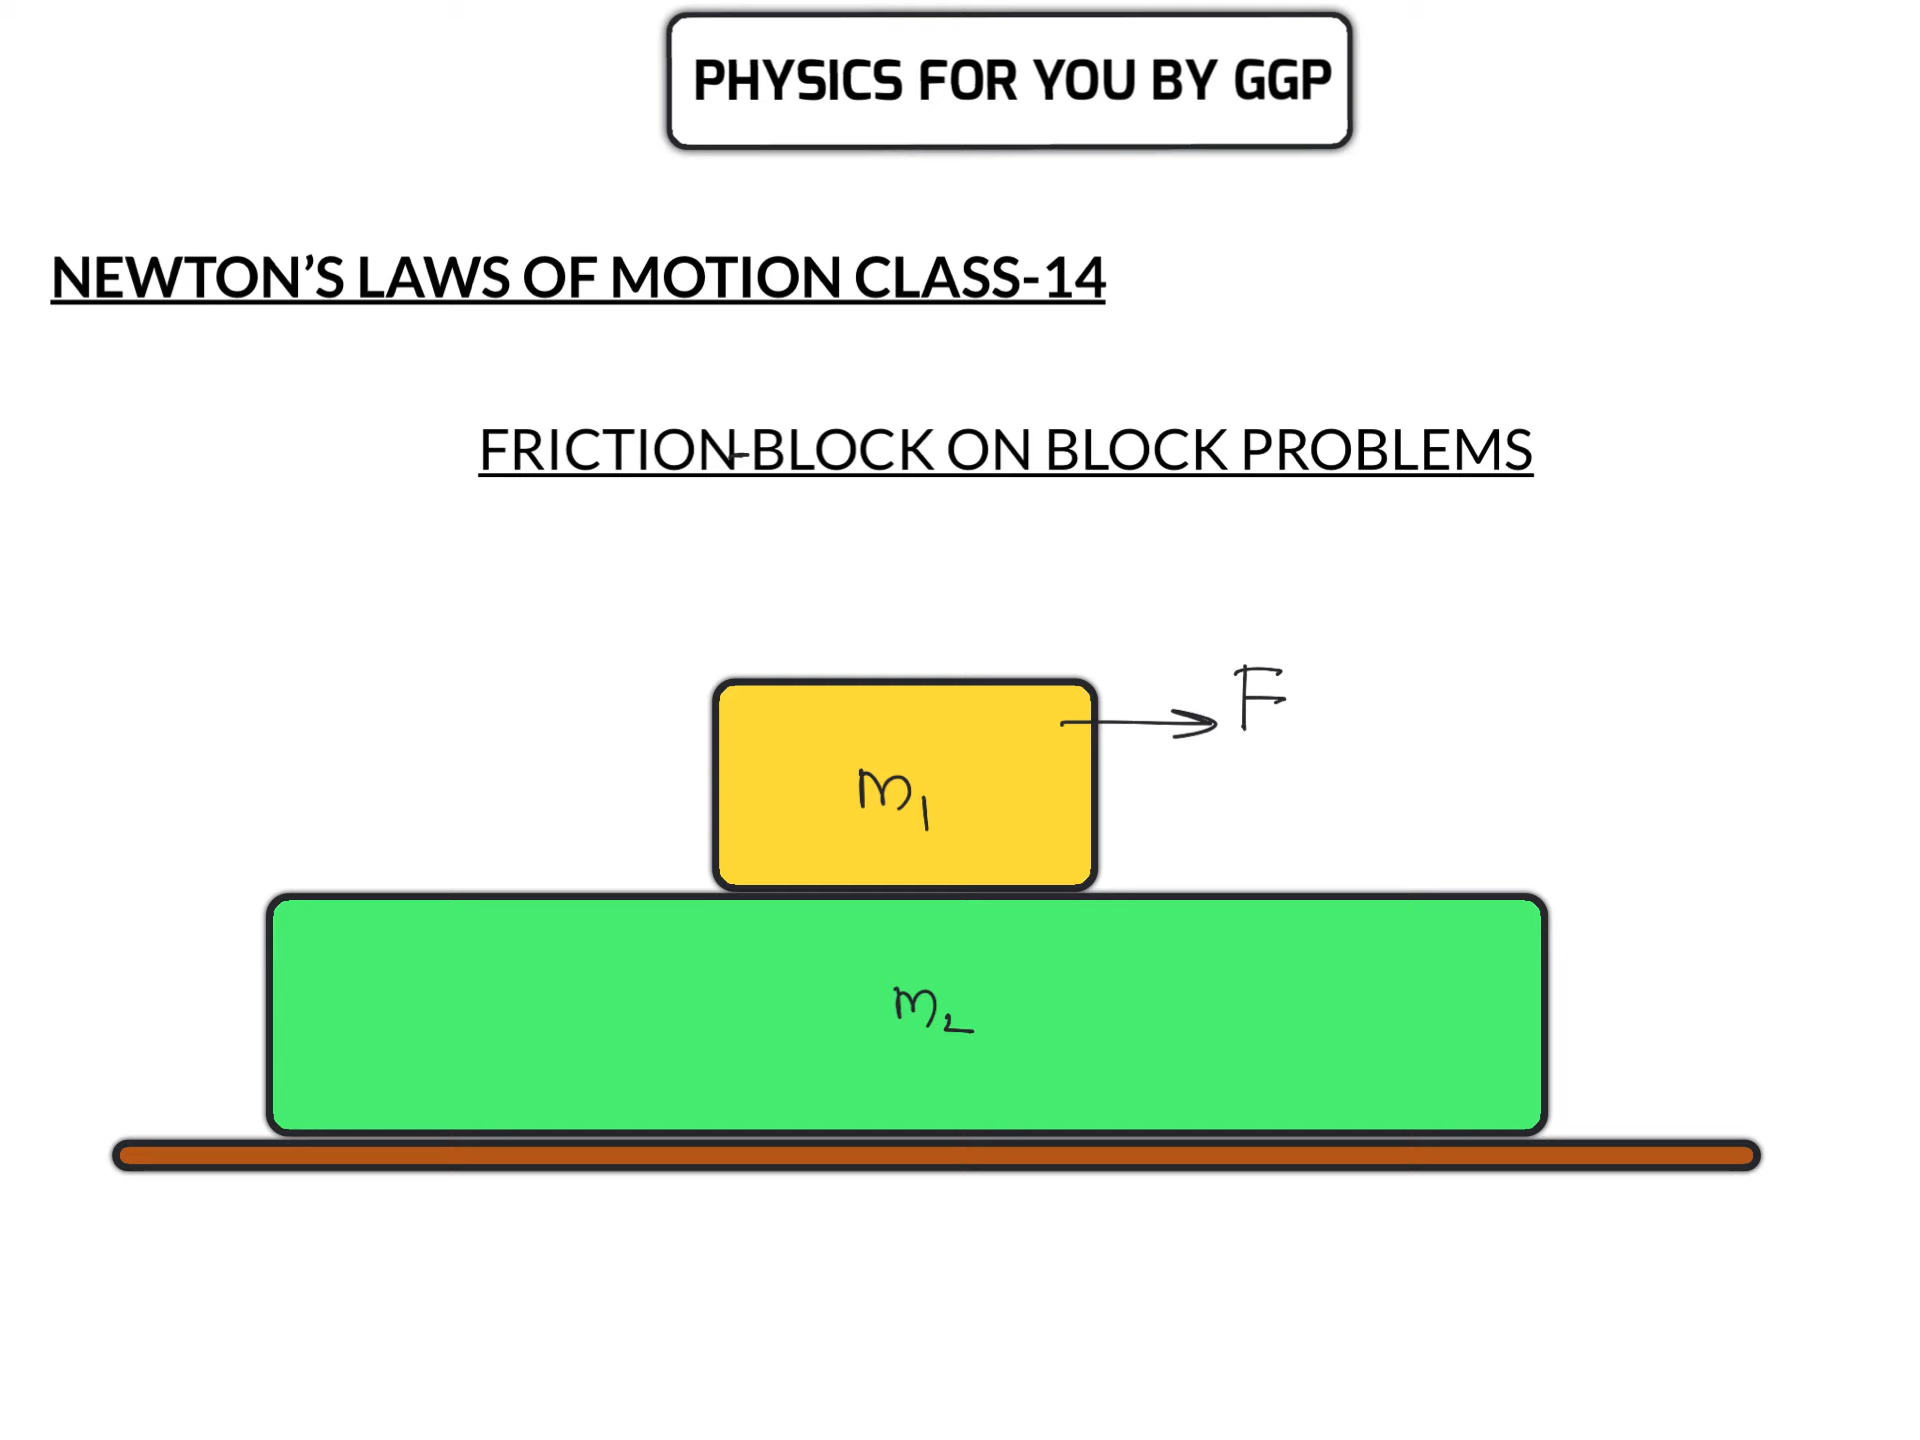 PHYSICS FOR YOU BY GGP
NEWTON’S LAWS OF MOTION CLASS-14
FRICTION-BLOCK ON BLOCK PROBLEMS
F
m₁
m₂